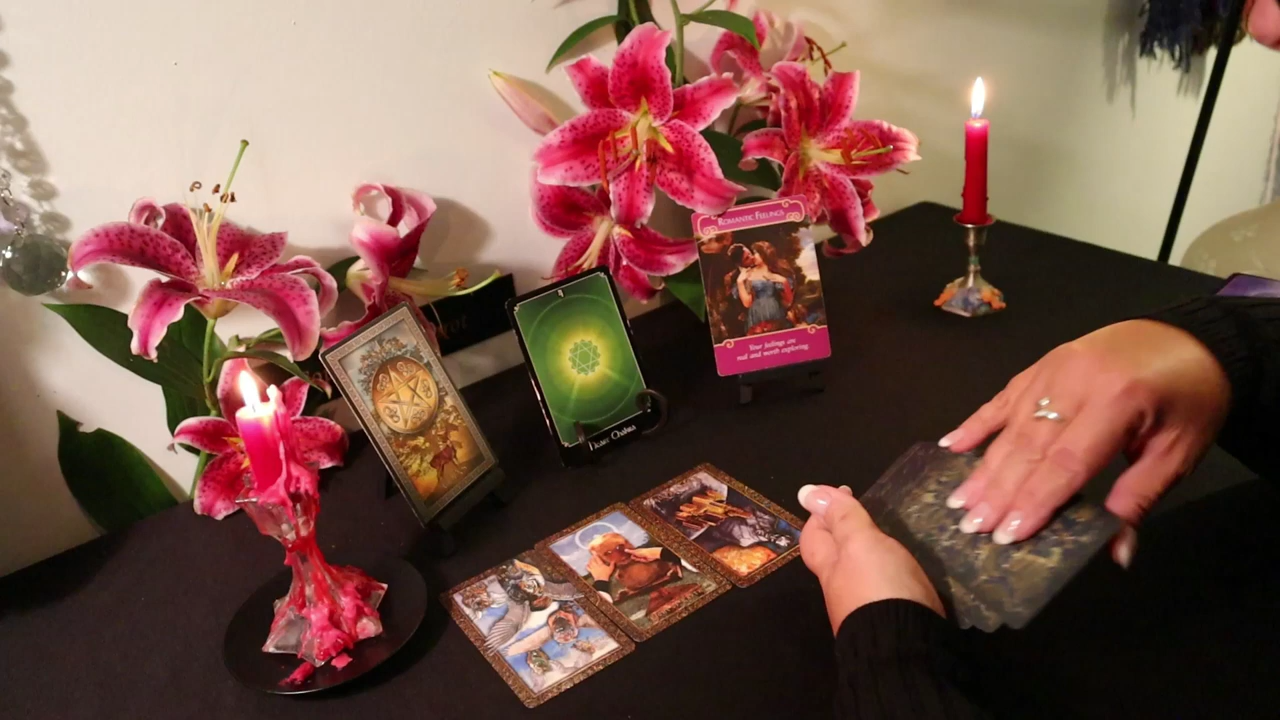 ROMANTIC FEELINGS
Your feelings are
real and worth exploring.
Heart Chakra